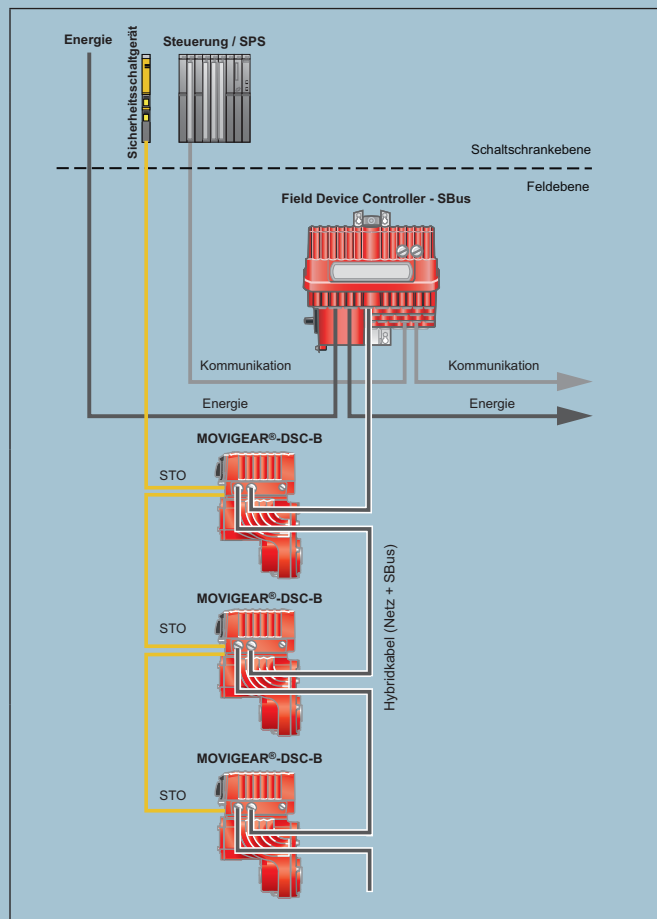 Energie
Sicherheitsschaltgerät
Steuerung / SPS
Schaltschrankebene
Feldebene
Field Device Controller - SBus
Kommunikation
Kommunikation
Energie
Energie
MOVIGEAR®-DSC-B
STO
MOVIGEAR®-DSC-B
STO
Hybridkabel (Netz + SBus)
MOVIGEAR®-DSC-B
STO